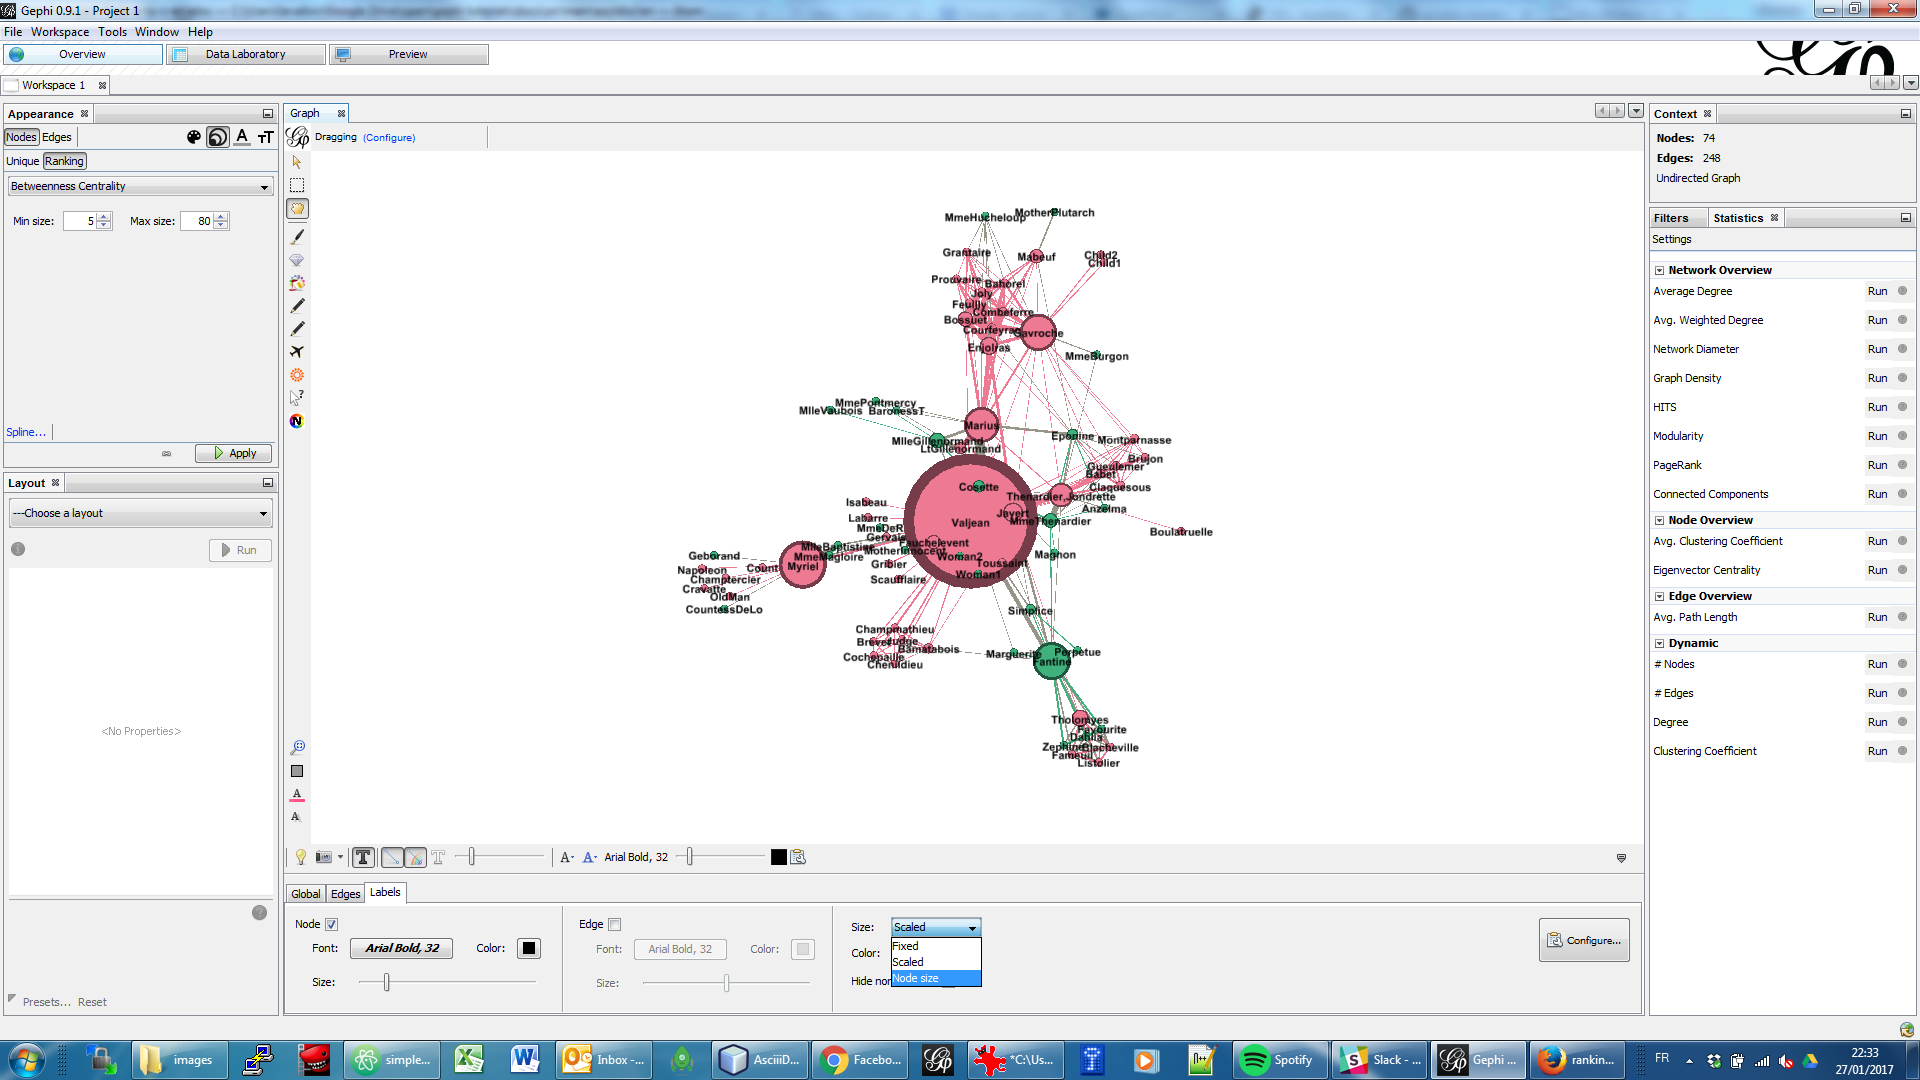 Gephi 0.9.1 - Project 1
File Workspace Tools Window Help
Overview Data Laboratory Preview
Workspace 1
Appearance
Nodes Edges
Unique Ranking
Betweenness Centrality
Min size: 5 Max size: 80
Spline...
Apply
Layout
---Choose a layout
Run
<No Properties>
Presets... Reset
Graph
Dragging (Configure)
MotherPlutarch
MmeHucheloup
Grantaire
Mabeuf
Child2
Child1
Prouvaire
Bahorel
Joly
Feuilly
Combeferre
Bossuet
Courfeyrac
Gavroche
Enjolras
MmeBurgon
MmePontmercy
MlleVaubois
BaronessT
Marius
Eponine
MlleGillenormand
Montparnasse
LtGillenormand
Brujon
Gueulemer
Babet
Cosette
Claquesous
Thenardier
Jondrette
Isabeau
Anzelma
Javert
Labarre
Valjean
MmeThenardier
MmeDeR
Boulatruelle
Gervais
Fauchelevent
MlleBaptistine
MotherInnocent
Magnon
Geborand
MmeMagloire
Woman2
Toussaint
Gribier
Myriel
Count
Napoleon
Woman1
Champtercier
Scaufflaire
Cravatte
OldMan
CountessDeLo
Simplice
Champmathieu
Brevet
Judge
Bamatabois
Cochepaille
Chenildieu
Marguerite
Perpetue
Fantine
Tholomyes
Favourite
Dahlia
Zephine
Blacheville
Fameuil
Listolier
Arial Bold, 32
Global Edges Labels
Node Edge Size: Scaled
Font: Arial Bold, 32 Color: Font: Arial Bold, 32 Color: Color:
Fixed
Scaled
Node size
Size: Size: Hide nor
Configure...
Context
Nodes: 74
Edges: 248
Undirected Graph
Filters Statistics
Settings
Network Overview
Average Degree Run
Avg. Weighted Degree Run
Network Diameter Run
Graph Density Run
HITS Run
Modularity Run
PageRank Run
Connected Components Run
Node Overview
Avg. Clustering Coefficient Run
Eigenvector Centrality Run
Edge Overview
Avg. Path Length Run
Dynamic
# Nodes Run
# Edges Run
Degree Run
Clustering Coefficient Run
images simple... Inbox -... AsciiD... Facebo... *C:\Us... Spotify Slack - ... Gephi ... rankin... FR 22:33
27/01/2017